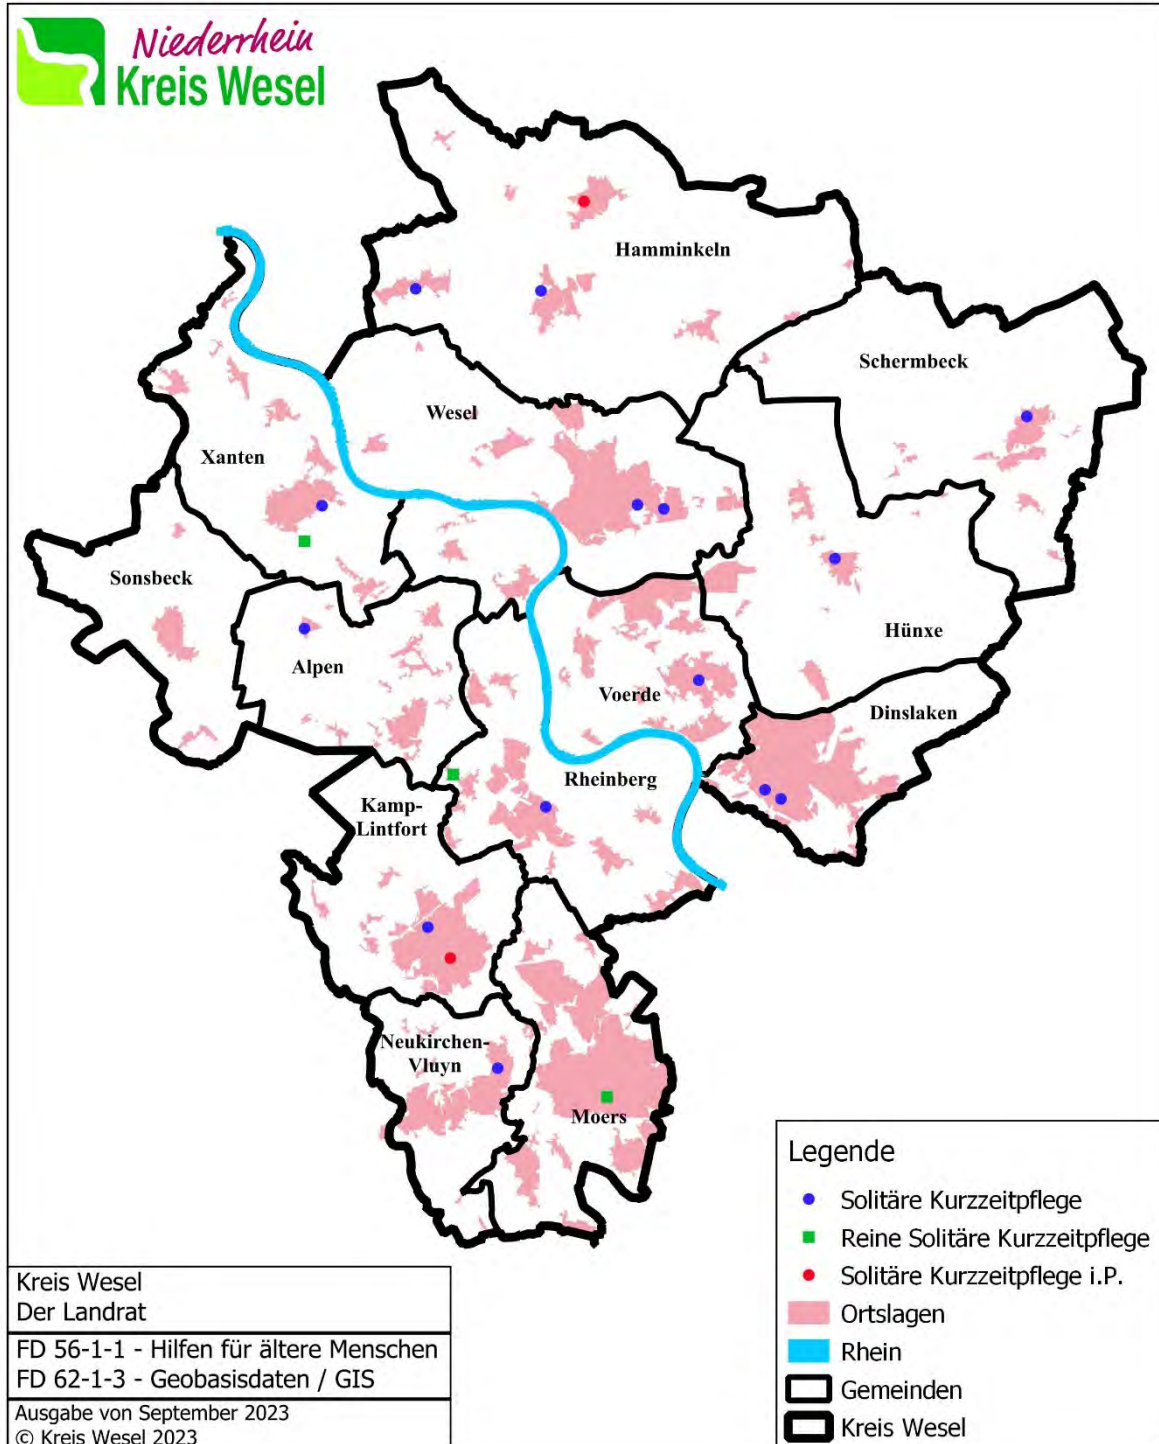 Niederrhein
Kreis Wesel
Hamminkeln
Schermbeck
Wesel
Xanten
Sonsbeck
Hünxe
Alpen
Voerde
Dinslaken
Rheinberg
Kamp-
Lintfort
Neukirchen-
Vluyn
Moers
Legende
Solitäre Kurzzeitpflege
Reine Solitäre Kurzzeitpflege
Solitäre Kurzzeitpflege i.P.
Ortslagen
Rhein
Gemeinden
Kreis Wesel
Kreis Wesel
Der Landrat
FD 56-1-1 - Hilfen für ältere Menschen
FD 62-1-3 - Geobasisdaten / GIS
Ausgabe von September 2023
© Kreis Wesel 2023